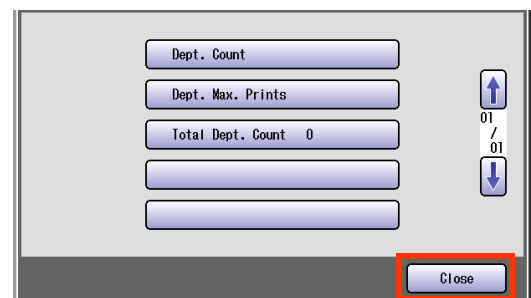 Dept. Count
Dept. Max. Prints
Total Dept. Count 0
01
/
01
Close